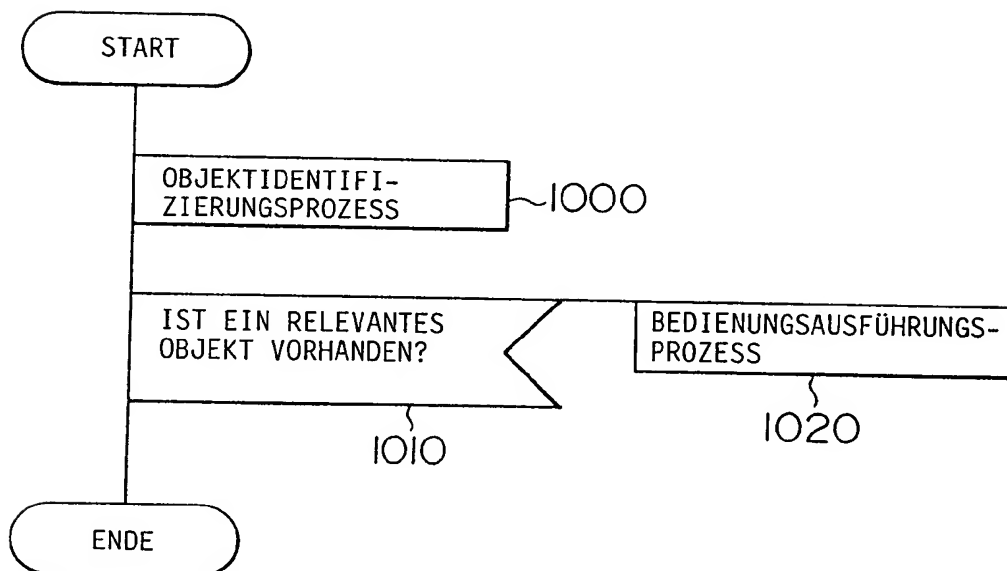 START
OBJEKTIDENTIFI-
ZIERUNGSPROZESS
1000
IST EIN RELEVANTES
OBJEKT VORHANDEN?
1010
BEDIENUNGSAUSFÜHRUNGS-
PROZESS
1020
ENDE